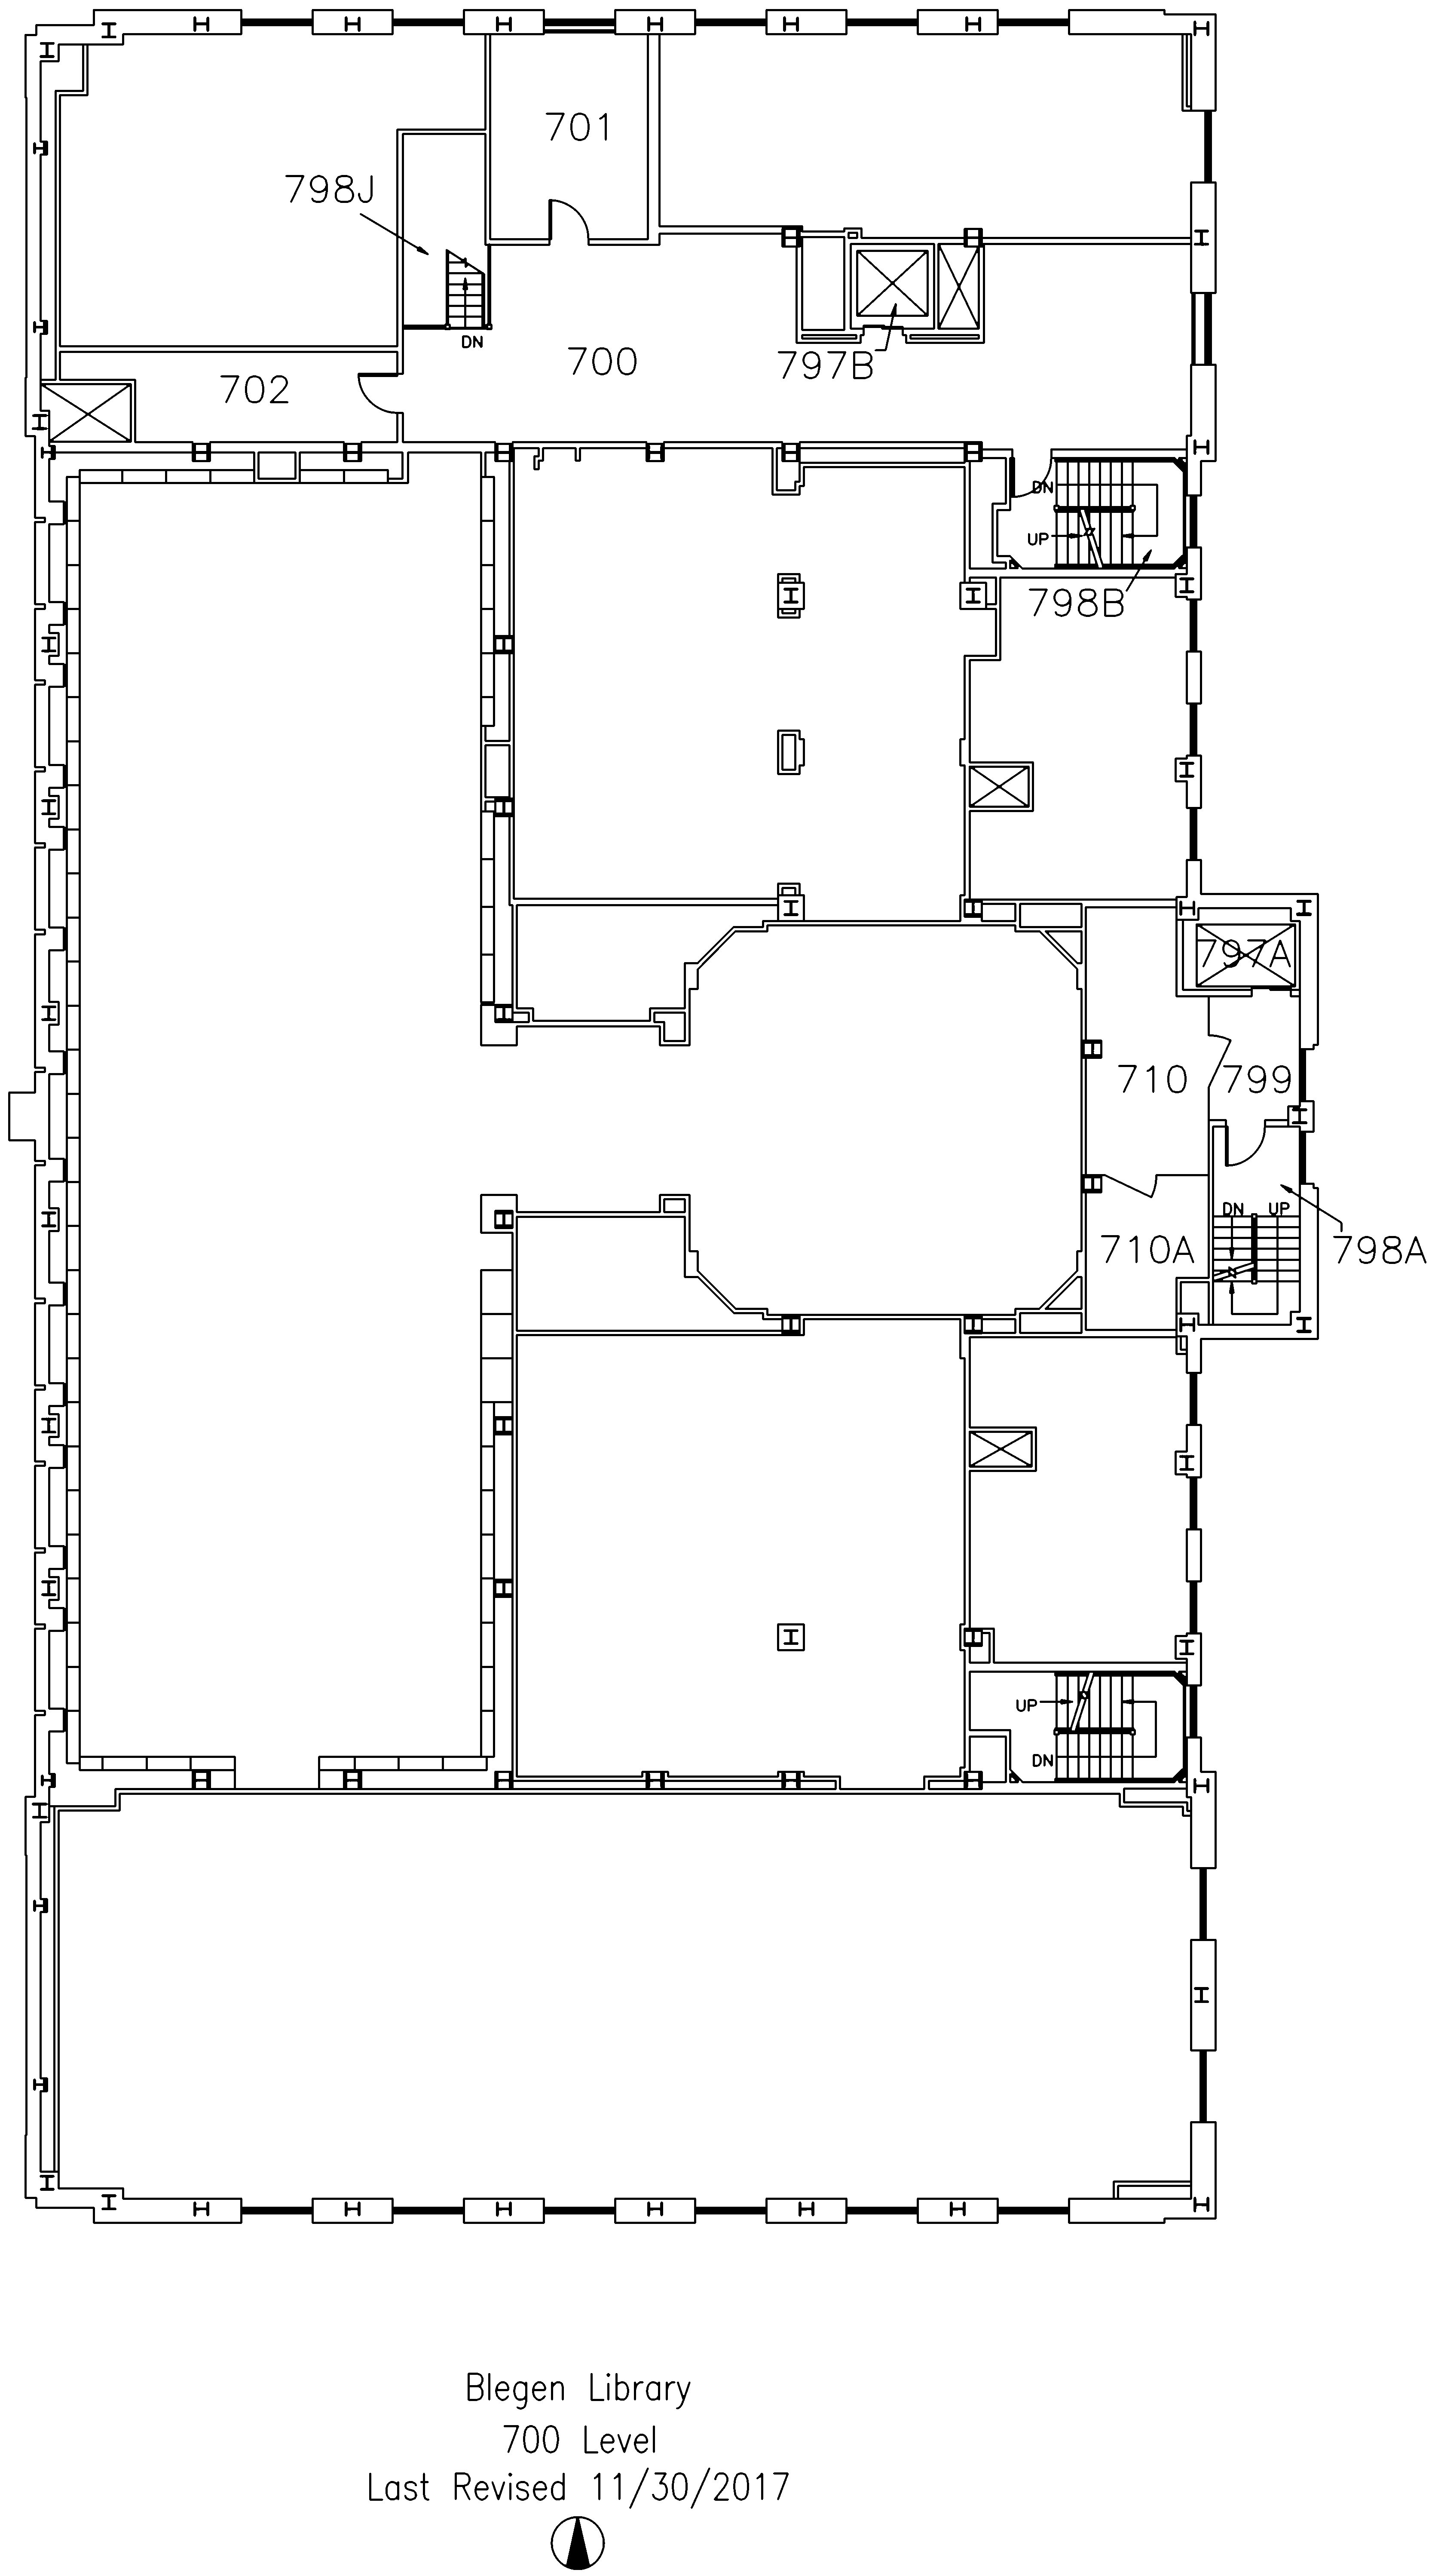 701
798J
DN
700
797B
702
DN
UP
798B
797A
710
799
DN
UP
710A
798A
UP
DN
Blegen Library
700 Level
Last Revised 11/30/2017